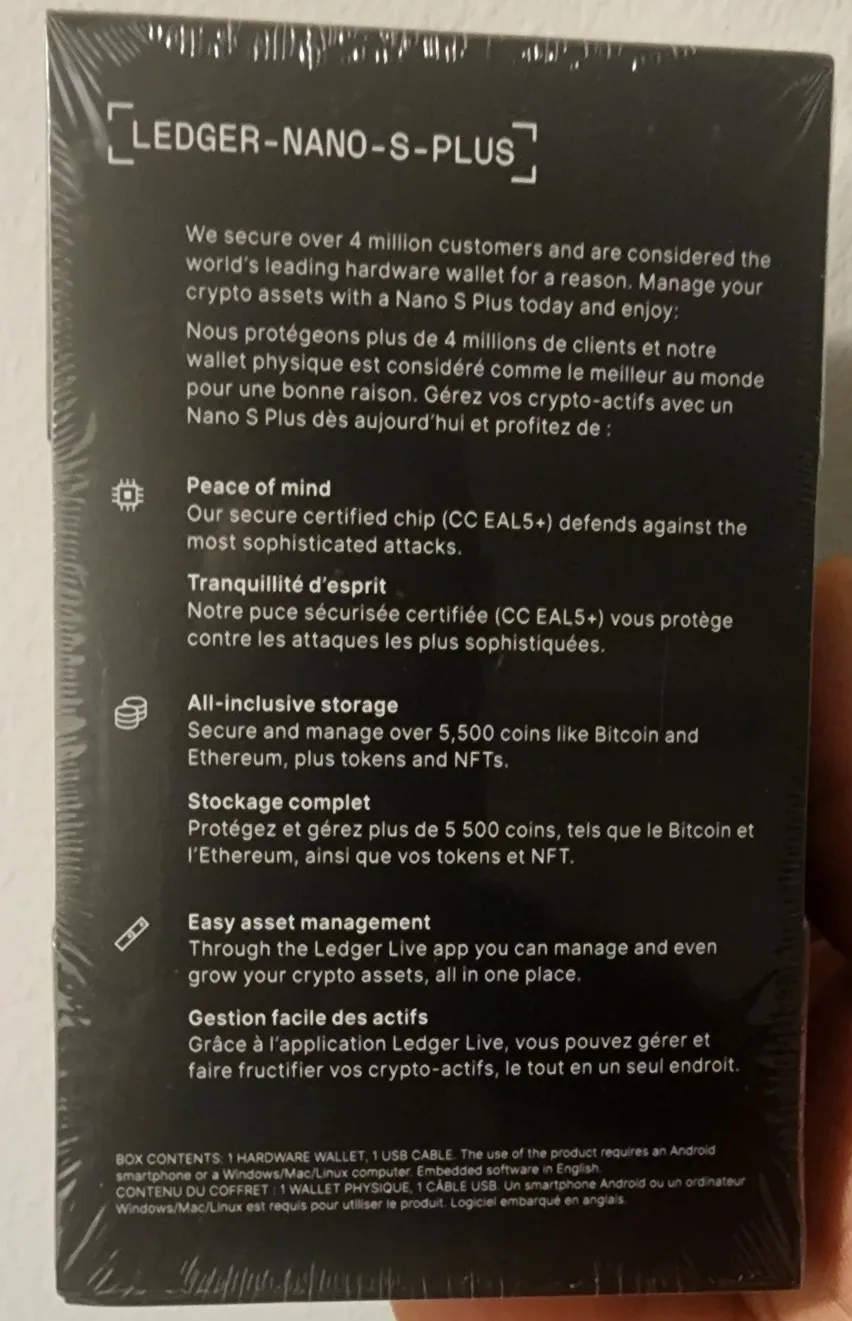 LEDGER-NANO-S-PLUS
We secure over 4 million customers and are considered the
world's leading hardware wallet for a reason. Manage your
crypto assets with a Nano S Plus today and enjoy:
Nous protégeons plus de 4 millions de clients et notre
wallet physique est considéré comme le meilleur au monde
pour une bonne raison. Gérez vos crypto-actifs avec un
Nano S Plus dès aujourd'hui et profitez de :
Peace of mind
Our secure certified chip (CC EAL5+) defends against the
most sophisticated attacks.
Tranquillité d'esprit
Notre puce sécurisée certifiée (CC EAL5+) vous protège
contre les attaques les plus sophistiquées.
All-inclusive storage
Secure and manage over 5,500 coins like Bitcoin and
Ethereum, plus tokens and NFTs.
Stockage complet
Protégez et gérez plus de 5 500 coins, tels que le Bitcoin et
l'Ethereum, ainsi que vos tokens et NFT.
Easy asset management
Through the Ledger Live app you can manage and even
grow your crypto assets, all in one place.
Gestion facile des actifs
Grâce à l'application Ledger Live, vous pouvez gérer et
faire fructifier vos crypto-actifs, le tout en un seul endroit.
BOX CONTENTS: 1 HARDWARE WALLET, 1 USB CABLE. The use of the product requires an Android
smartphone or a Windows/Mac/Linux computer. Embedded software in English.
CONTENU DU COFFRET : 1 WALLET PHYSIQUE, 1 CÂBLE USB. Un smartphone Android ou un ordinateur
Windows/Mac/Linux est requis pour utiliser le produit. Logiciel embarqué en anglais.